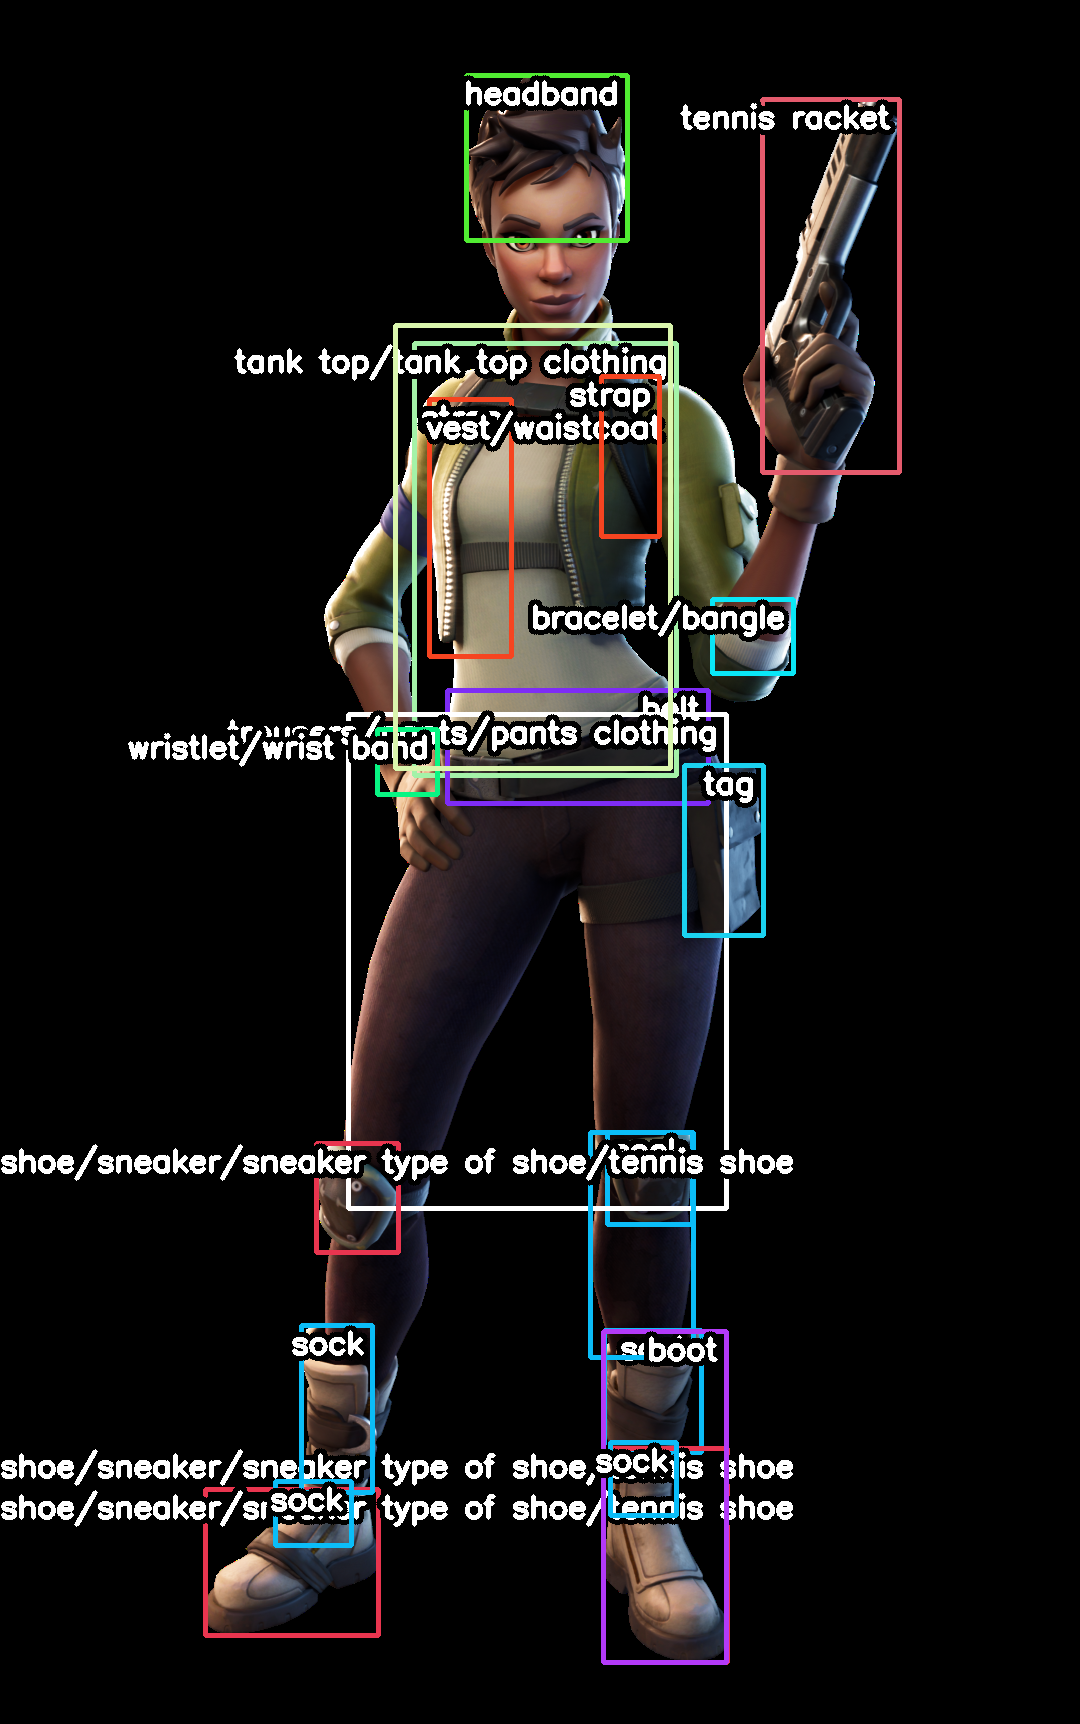 headband
tennis racket
tank top/tank top clothing
strap
vest/waistcoat
bracelet/bangle
belt
pants/pants clothing
wristlet/wrist band
tag
shoe/sneaker/sneaker type of shoe/tennis shoe
sock
boot
shoe/sneaker/sneaker type of shoe, shoe
sock
shoe/sneaker/sneaker type of shoe/tennis shoe
sock